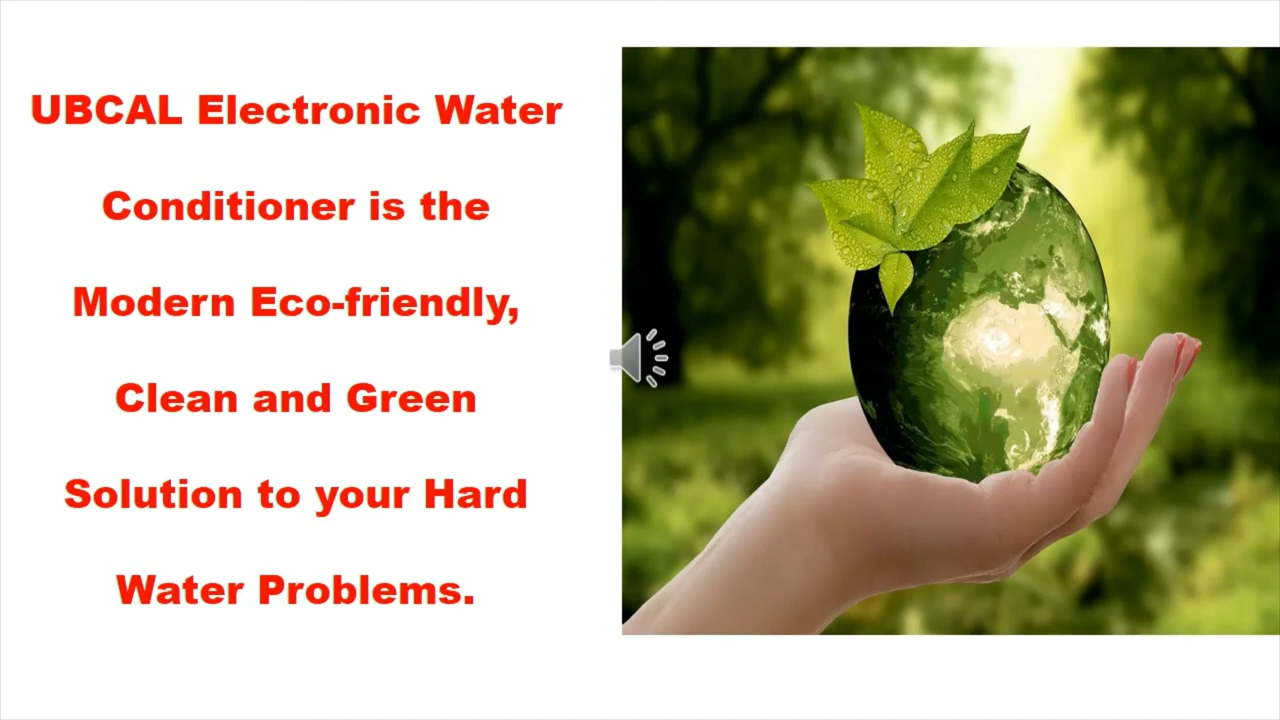 UBCAL Electronic Water
Conditioner is the
Modern Eco-friendly,
Clean and Green
Solution to your Hard
Water Problems.